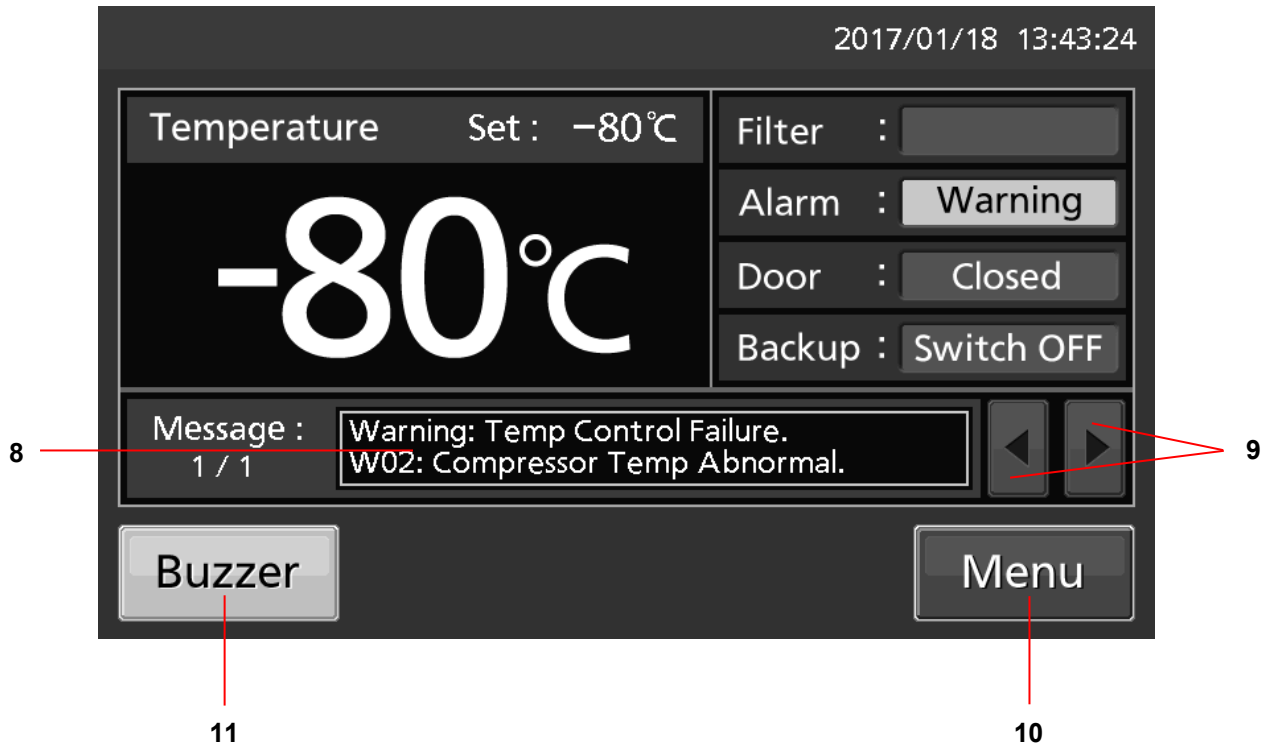 2017/01/18 13:43:24
Temperature Set : -80℃
-80℃
Filter :
Alarm : Warning
Door : Closed
Backup : Switch OFF
Message :
1 / 1
Warning: Temp Control Failure.
W02: Compressor Temp Abnormal.
8
9
Buzzer
Menu
11
10